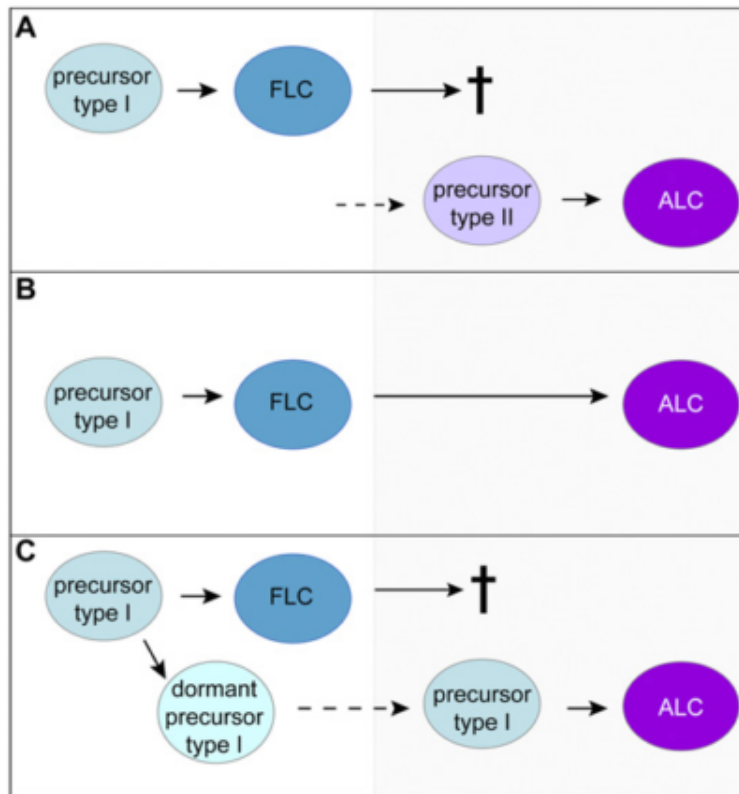 A
precursor
type I
FLC
precursor
type II
ALC
B
precursor
type I
FLC
ALC
C
precursor
type I
FLC
dormant
precursor
type I
precursor
type I
ALC